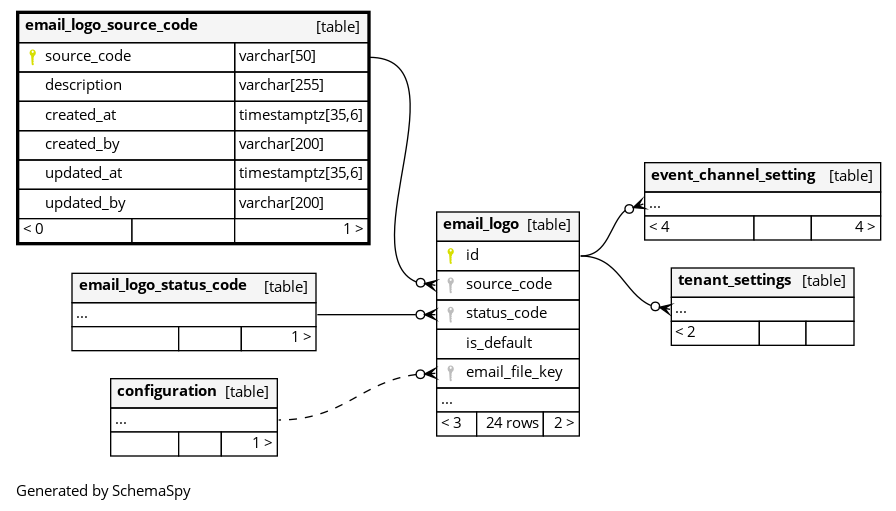 email_logo_source_code [table]
source_code varchar[50]
description varchar[255]
created_at timestamptz[35,6]
created_by varchar[200]
updated_at timestamptz[35,6]
updated_by varchar[200]
< 0 1 >
email_logo_status_code [table]
...
1 >
configuration [table]
...
1 >
email_logo [table]
id
source_code
status_code
is_default
email_file_key
...
< 3 24 rows 2 >
event_channel_setting [table]
...
< 4 4 >
tenant_settings [table]
...
< 2
Generated by SchemaSpy